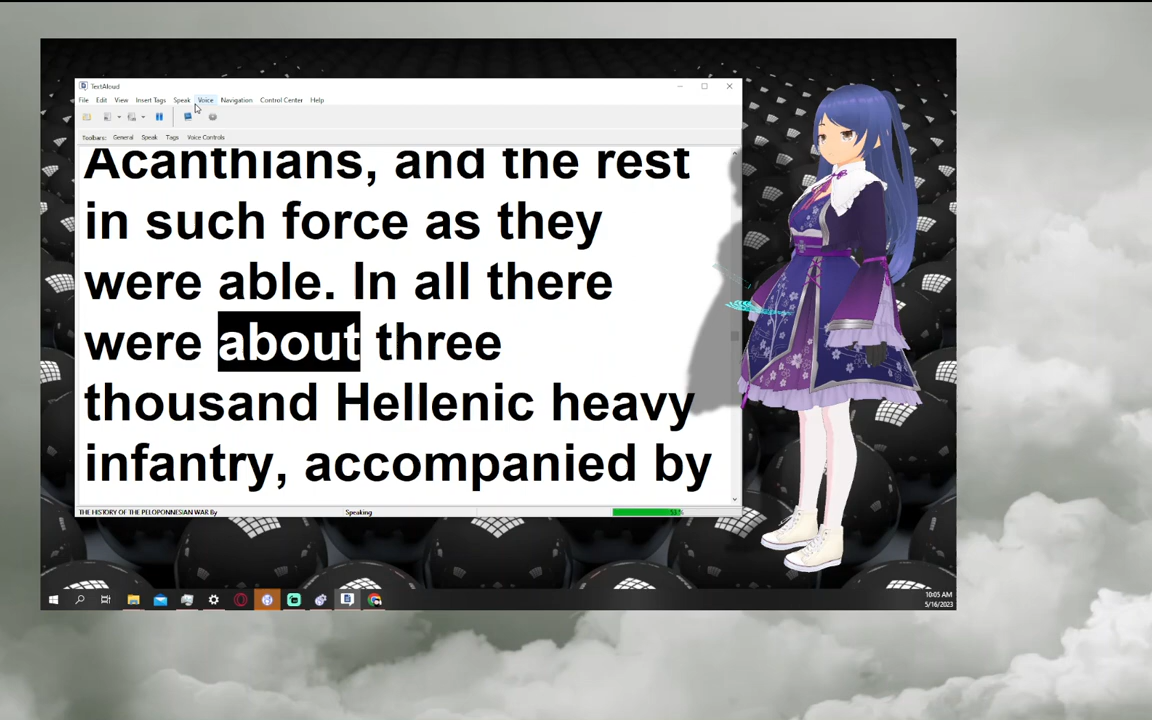 TextAloud
File Edit View Insert Tags Speak Voice Navigation Control Center Help
Toolbars: General Speak Tags Voice Controls
Acanthians, and the rest
in such force as they
were able. In all there
were about three
thousand Hellenic heavy
infantry, accompanied by
THE HISTORY OF THE PELOPONNESIAN WAR By Speaking
10:05 AM
5/16/2023